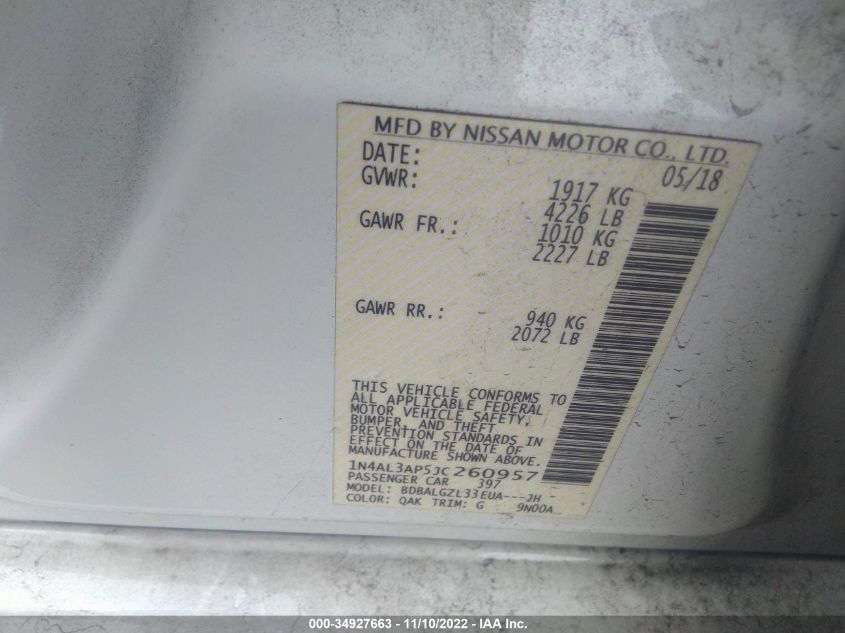 MFD BY NISSAN MOTOR CO., LTD.
DATE: 05/18
GVWR: 1917 KG
4226 LB
GAWR FR.: 1010 KG
2227 LB
GAWR RR.: 940 KG
2072 LB
THIS VEHICLE CONFORMS TO
ALL APPLICABLE FEDERAL
MOTOR VEHICLE SAFETY,
BUMPER, AND THEFT
PREVENTION STANDARDS IN
EFFECT ON THE DATE OF
MANUFACTURE SHOWN ABOVE.
1N4AL3AP5JC260957
PASSENGER CAR 397
MODEL: BDBALGZL33EUA---JH
COLOR: QAK TRIM: G 9N00A
000-34927663 - 11/10/2022 - IAA Inc.